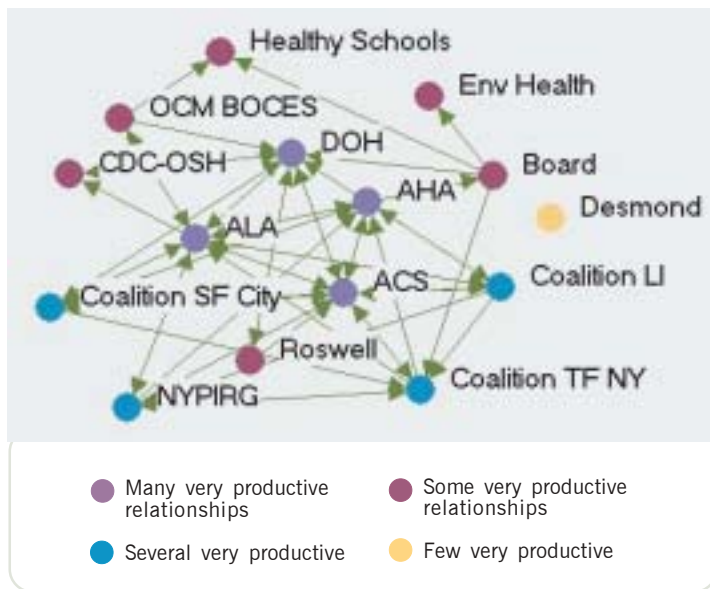 Healthy Schools
Env Health
OCM BOCES
DOH
CDC-OSH
Board
AHA
Desmond
ALA
ACS
Coalition LI
Coalition SF City
Roswell
Coalition TF NY
NYPIRG
Many very productive
relationships
Some very productive
relationships
Several very productive
Few very productive